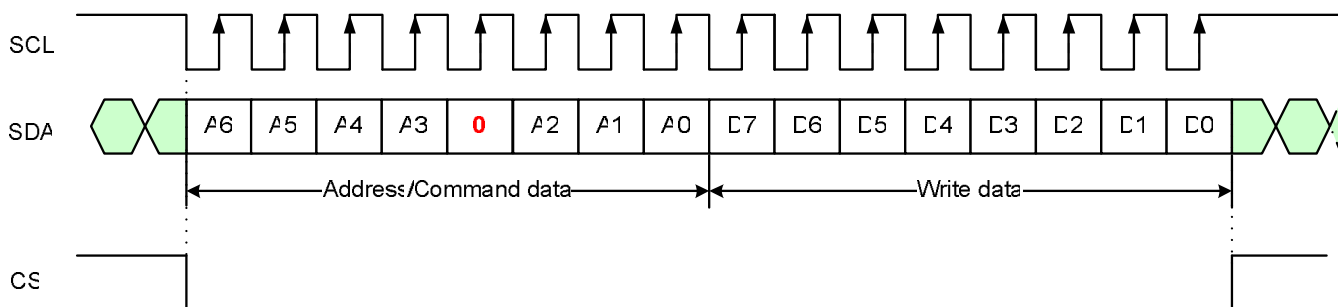 SCL
SDA A6 A5 A4 A3 0 A2 A1 A0 D7 D6 D5 D4 D3 D2 D1 D0
Address/Command data Write data
CS